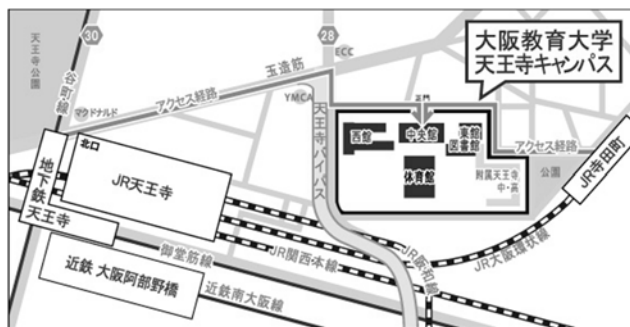 大阪教育大学
天王寺キャンパス
30
28
ECC
天王寺
公園
谷町線
玉造筋
アクセス経路
マクドナルド
YMCA
天王寺バイパス
正門
西館
中央館
東館
図書館
体育館
附属天王寺
中・高
アクセス経路
公園
JR寺田町
北口
JR天王寺
地下鉄
天王寺
御堂筋線
JR関西本線
JR阪和線
JR大阪環状線
近鉄 大阪阿部野橋
近鉄南大阪線